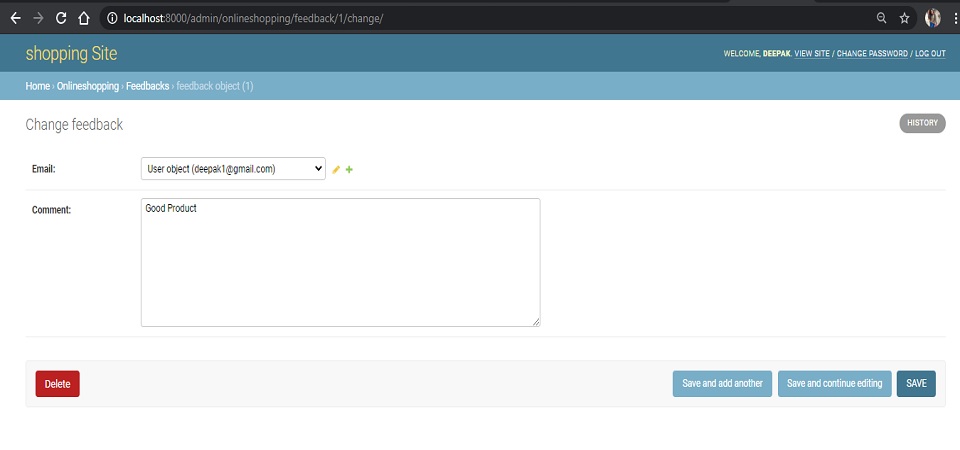 localhost:8000/admin/onlineshopping/feedback/1/change/
shopping Site
WELCOME, DEEPAK. VIEW SITE / CHANGE PASSWORD / LOG OUT
Home › Onlineshopping › Feedbacks › feedback object (1)
Change feedback
HISTORY
Email:
User object (deepak1@gmail.com)
Comment:
Good Product
Delete
Save and add another
Save and continue editing
SAVE